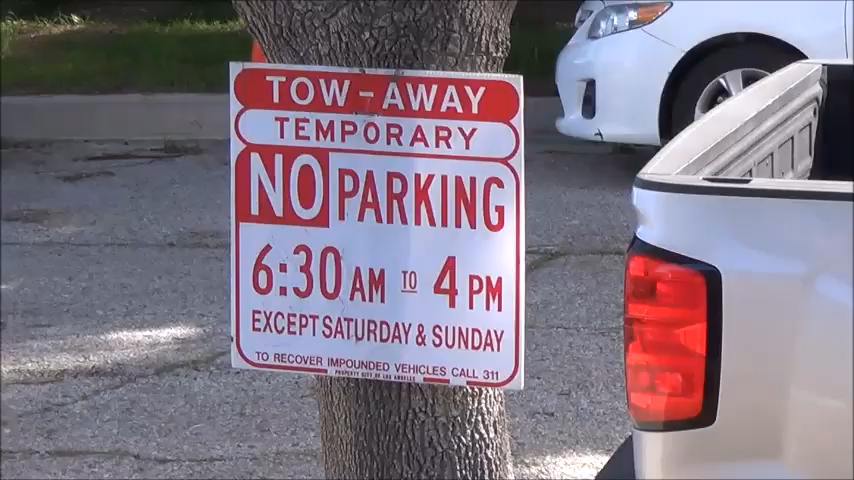 TOW-AWAY
TEMPORARY
NO PARKING
6:30 AM TO 4 PM
EXCEPT SATURDAY & SUNDAY
TO RECOVER IMPOUNDED VEHICLES CALL 311
PROPERTY CITY OF LOS ANGELES